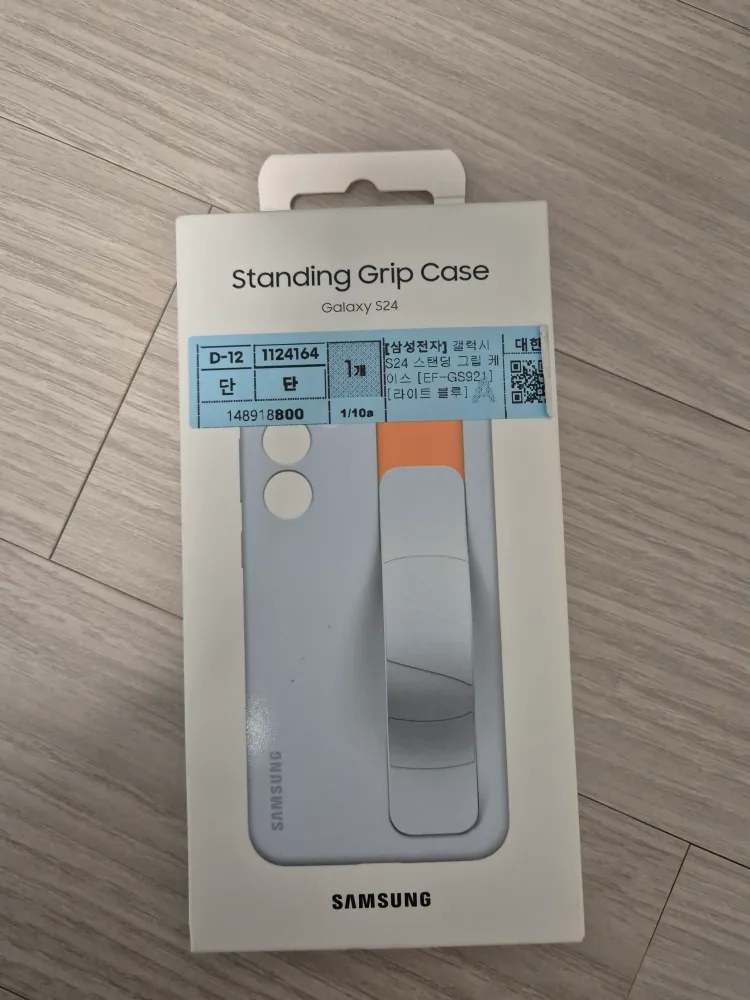 Standing Grip Case
Galaxy S24
D-12
1124164
1개
단
탄
148918800
1/10a
[삼성전자] 갤럭시
S24 스탠딩 그립 케
이스 [EF-GS921]
[라이트 블루]
대한
SAMSUNG
SAMSUNG